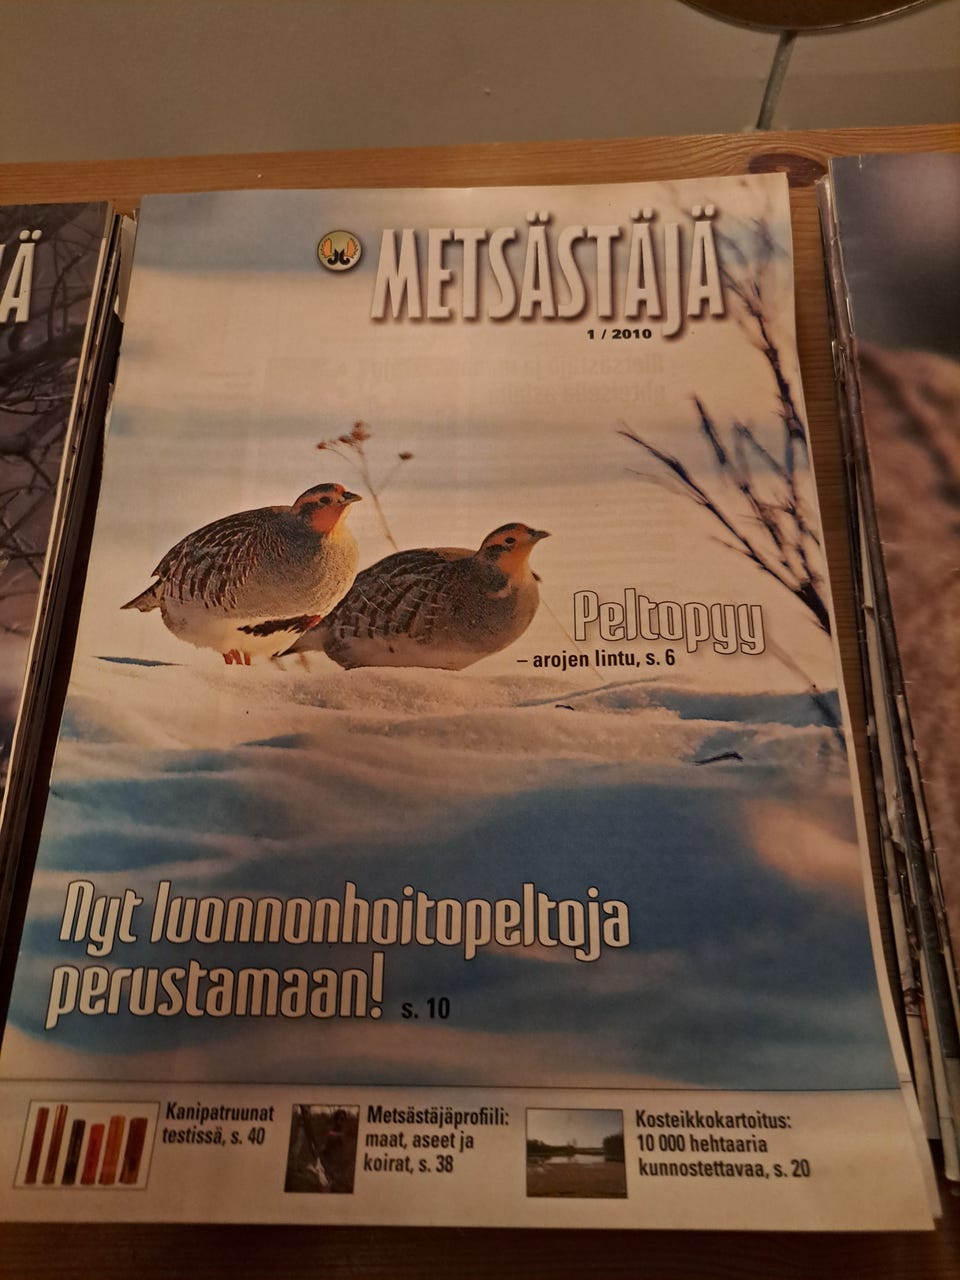 Ä
METSÄSTÄJÄ
1 / 2010
Peltopyy
– arojen lintu, s. 6
Nyt luonnonhoitopeltoja
perustamaan! s. 10
Kanipatruunat
testissä, s. 40
Metsästäjäprofiili:
maat, aseet ja
koirat, s. 38
Kosteikkokartoitus:
10 000 hehtaaria
kunnostettavaa, s. 20